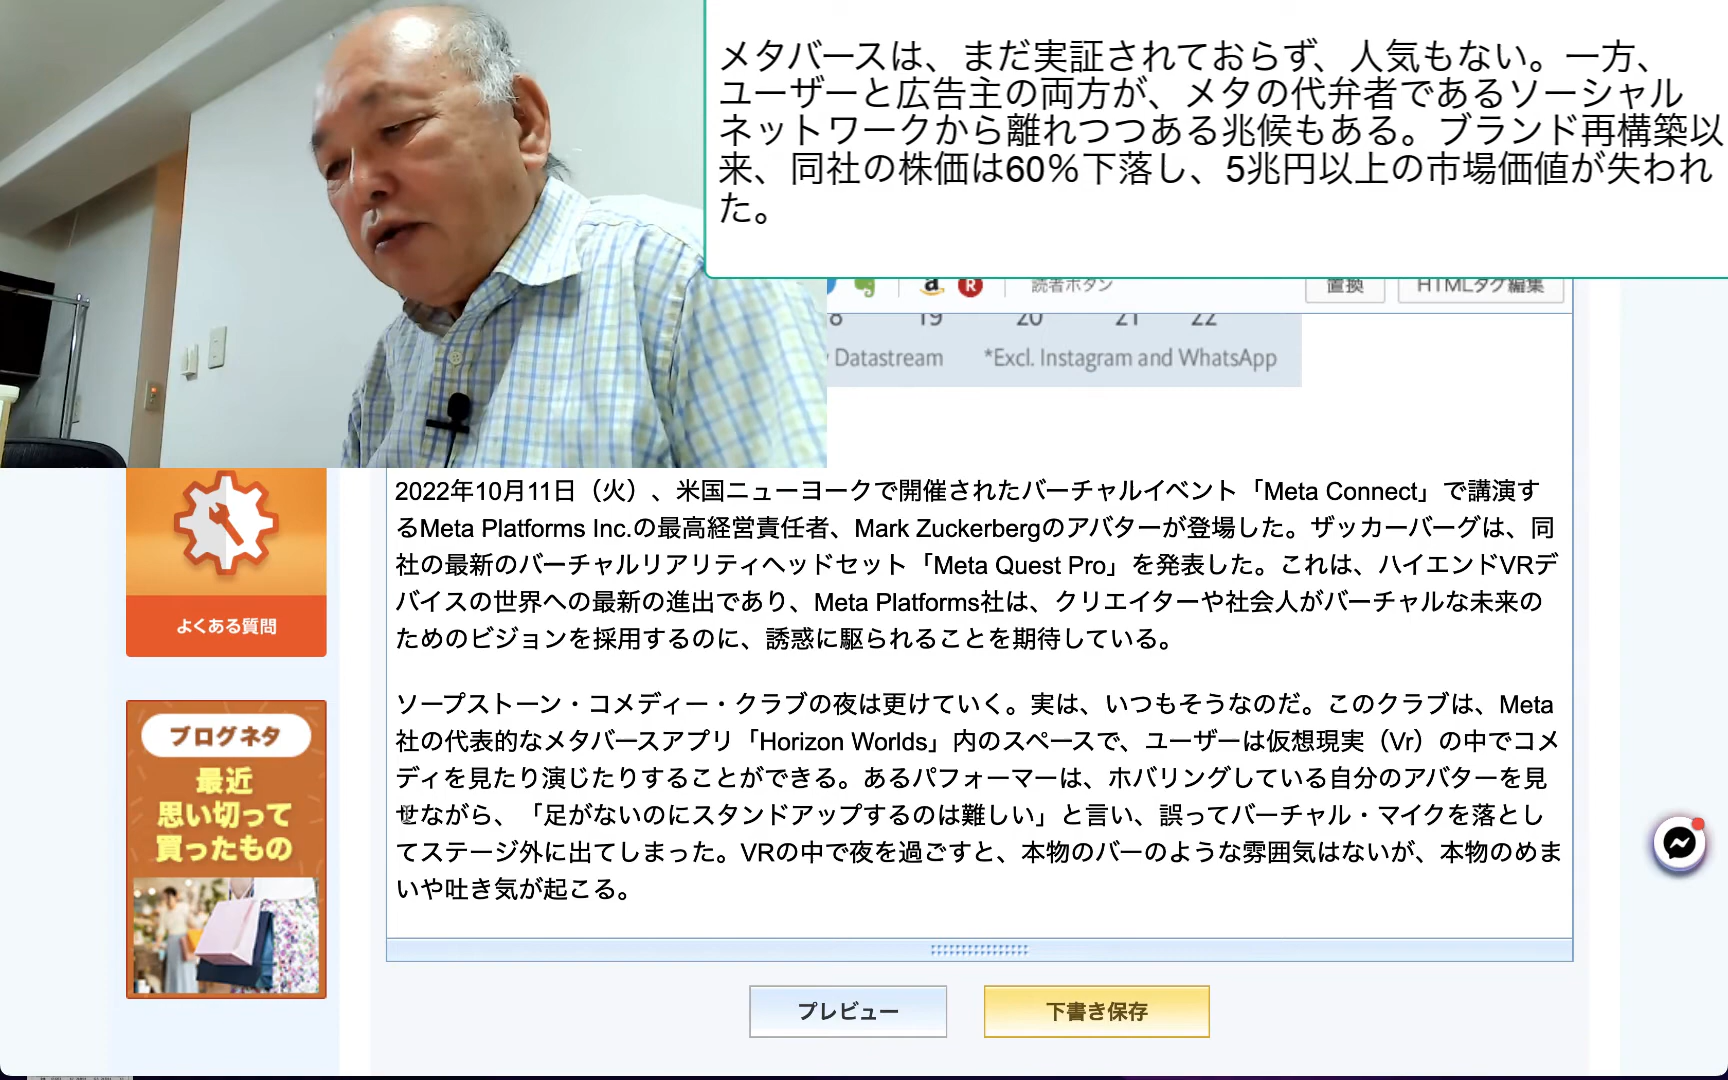 メタバースは、まだ実証されておらず、人気もない。一方、
ユーザーと広告主の両方が、メタの代弁者であるソーシャル
ネットワークから離れつつある兆候もある。ブランド再構築以
来、同社の株価は60%下落し、5兆円以上の市場価値が失われ
た。
読者ボタン
置換
HTMLタグ編集
19 20 21 22
Datastream *Excl. Instagram and WhatsApp
2022年10月11日（火）、米国ニューヨークで開催されたバーチャルイベント「Meta Connect」で講演す
るMeta Platforms Inc.の最高経営責任者、Mark Zuckerbergのアバターが登場した。ザッカーバーグは、同
社の最新のバーチャルリアリティヘッドセット「Meta Quest Pro」を発表した。これは、ハイエンドVRデ
バイスの世界への最新の進出であり、Meta Platforms社は、クリエイターや社会人がバーチャルな未来の
ためのビジョンを採用するのに、誘惑に駆られることを期待している。
ソープストーン・コメディー・クラブの夜は更けていく。実は、いつもそうなのだ。このクラブは、Meta
社の代表的なメタバースアプリ「Horizon Worlds」内のスペースで、ユーザーは仮想現実（Vr）の中でコメ
ディを見たり演じたりすることができる。あるパフォーマーは、ホバリングしている自分のアバターを見
せながら、「足がないのにスタンドアップするのは難しい」と言い、誤ってバーチャル・マイクを落とし
てステージ外に出てしまった。VRの中で夜を過ごすと、本物のバーのような雰囲気はないが、本物のめま
いや吐き気が起こる。
よくある質問
ブログネタ
最近
思い切って
買ったもの
プレビュー
下書き保存